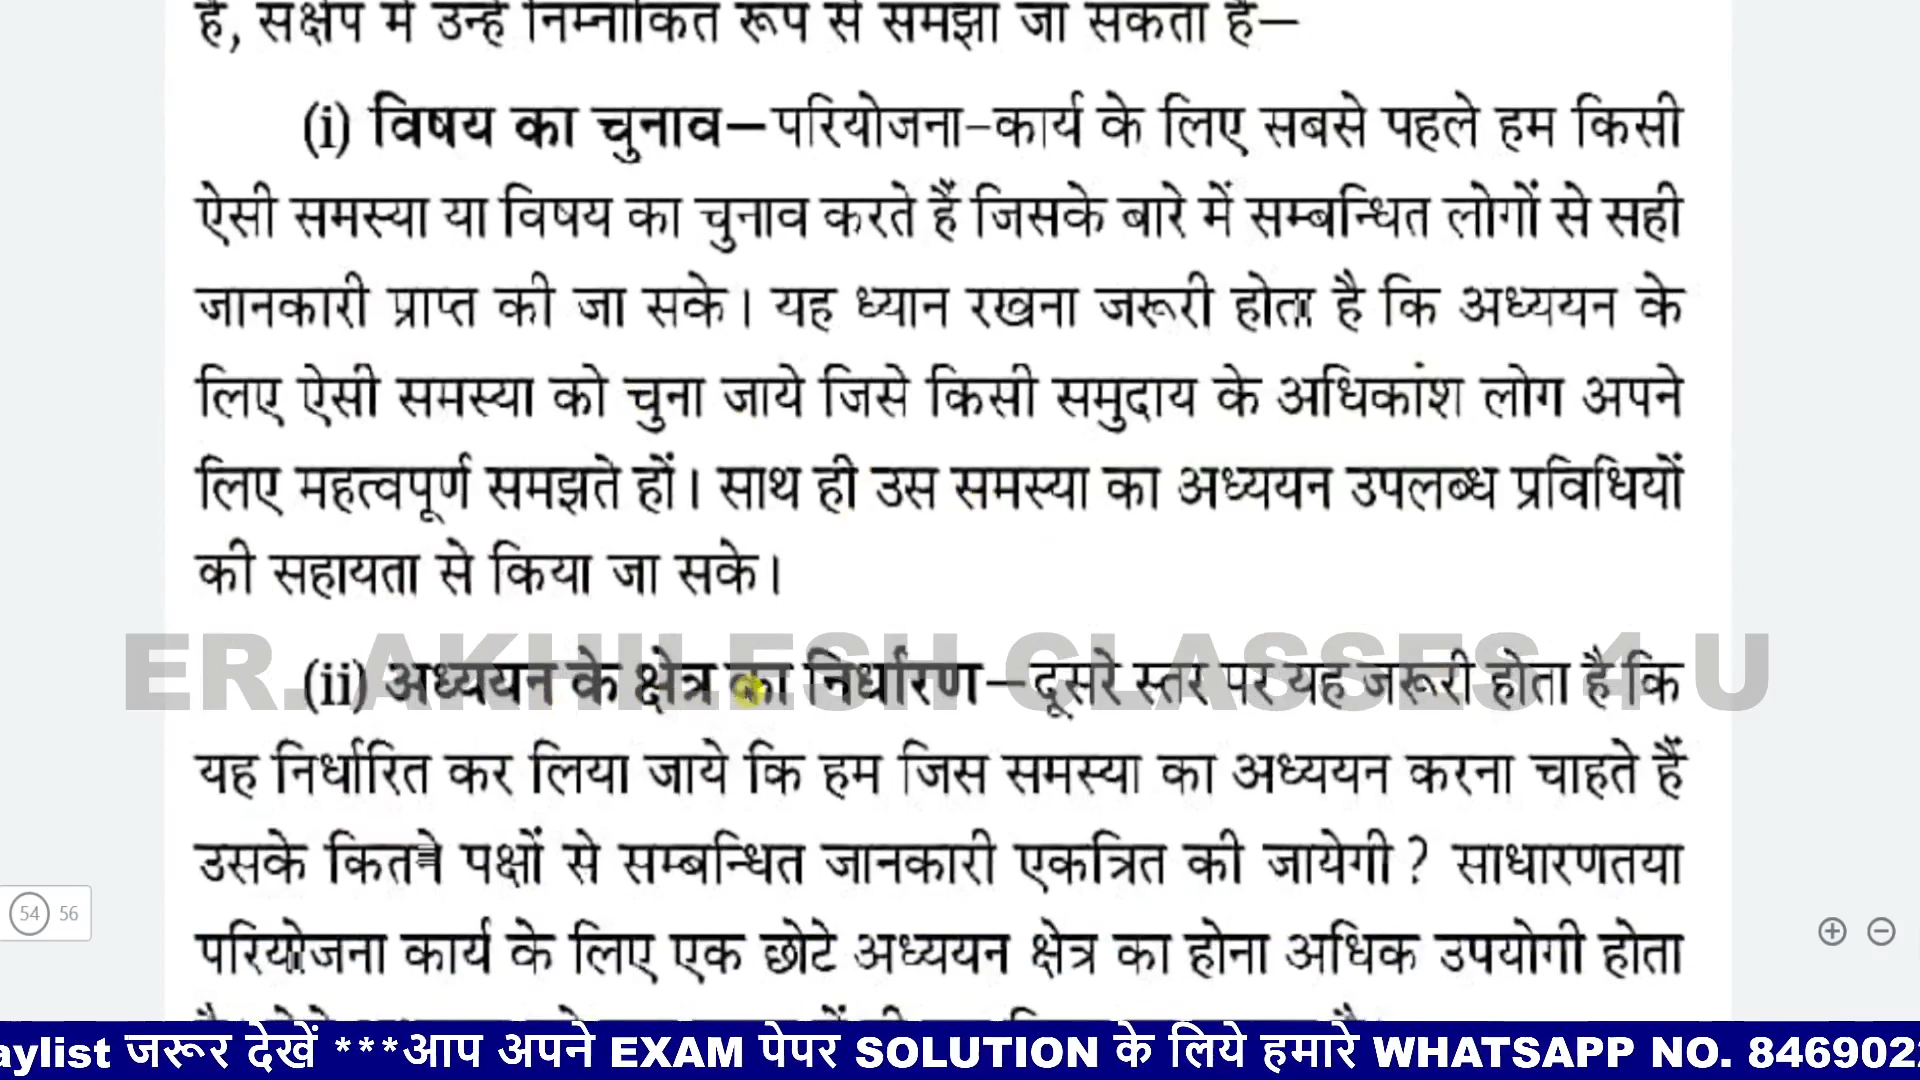 है, संक्षेप में उन्हें निम्नांकित रूप से समझा जा सकता है—
(i) विषय का चुनाव—परियोजना-कार्य के लिए सबसे पहले हम किसी
ऐसी समस्या या विषय का चुनाव करते हैं जिसके बारे में सम्बन्धित लोगों से सही
जानकारी प्राप्त की जा सके। यह ध्यान रखना जरूरी होता है कि अध्ययन के
लिए ऐसी समस्या को चुना जाये जिसे किसी समुदाय के अधिकांश लोग अपने
लिए महत्वपूर्ण समझते हों। साथ ही उस समस्या का अध्ययन उपलब्ध प्रविधियों
की सहायता से किया जा सके।
ER. AKHILESH CLASSES 4 U
(ii) अध्ययन के क्षेत्र का निर्धारण—दूसरे स्तर पर यह जरूरी होता है कि
यह निर्धारित कर लिया जाये कि हम जिस समस्या का अध्ययन करना चाहते हैं
उसके कितने पक्षों से सम्बन्धित जानकारी एकत्रित की जायेगी ? साधारणतया
54 56
परियोजना कार्य के लिए एक छोटे अध्ययन क्षेत्र का होना अधिक उपयोगी होता
aylist जरूर देखें ***आप अपने EXAM पेपर SOLUTION के लिये हमारे WHATSAPP NO. 846902